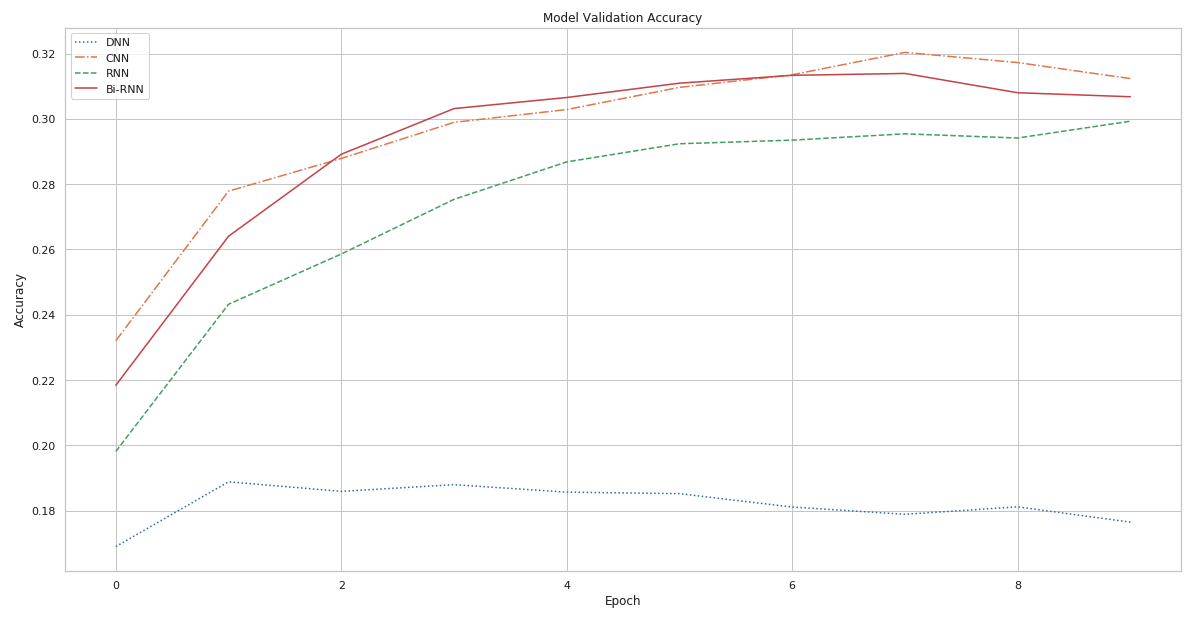 Model Validation Accuracy
DNN
CNN
RNN
Bi-RNN
0.32
0.30
0.28
0.26
0.24
0.22
0.20
0.18
Accuracy
0 2 4 6 8
Epoch